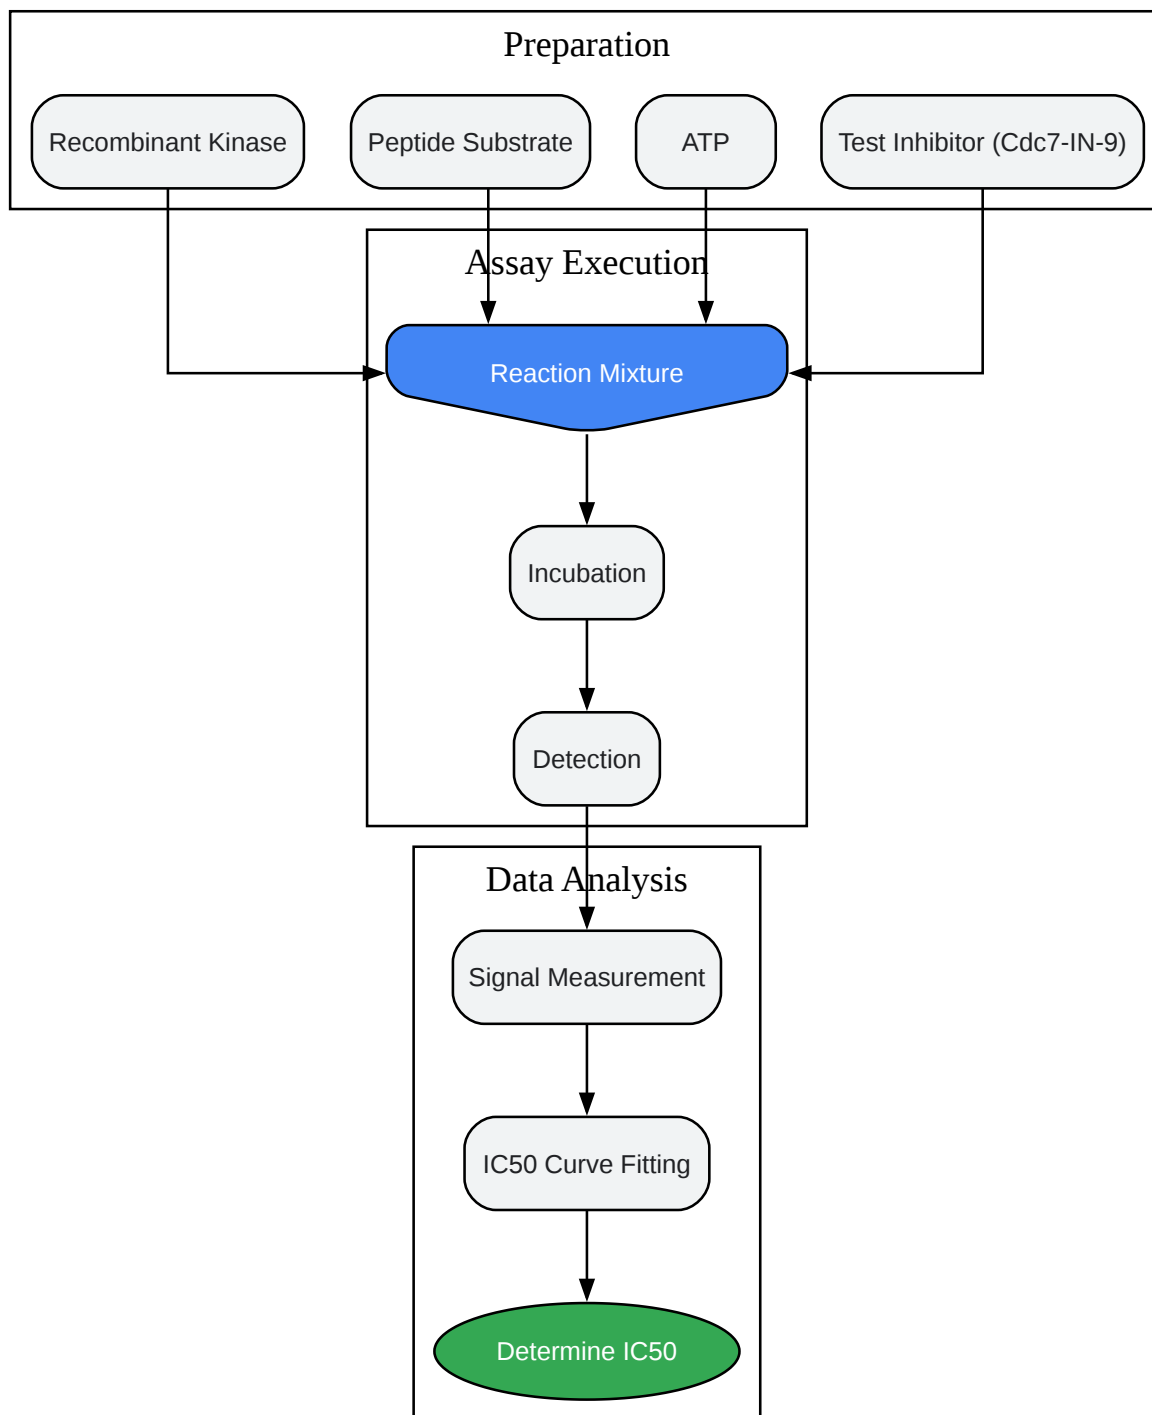 Preparation
Recombinant Kinase
Peptide Substrate
ATP
Test Inhibitor (Cdc7-IN-9)
Assay Execution
Reaction Mixture
Incubation
Detection
Data Analysis
Signal Measurement
IC50 Curve Fitting
Determine IC50